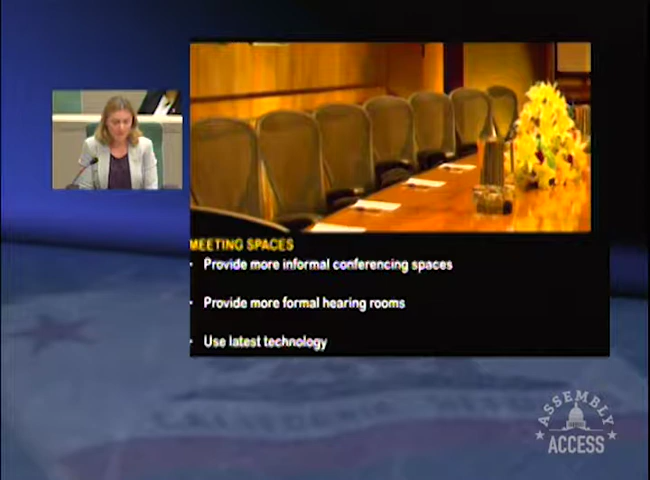 MEETING SPACES
· Provide more informal conferencing spaces
· Provide more formal hearing rooms
· Use latest technology
ASSEMBLY
ACCESS